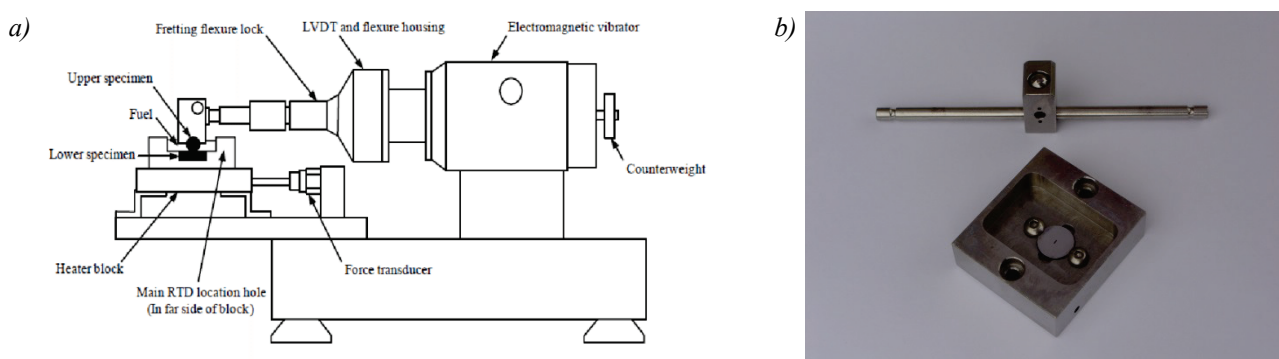 a)
Fretting flexure lock
LVDT and flexure housing
Electromagnetic vibrator
Upper specimen
Fuel
Lower specimen
Counterweight
Heater block
Main RTD location hole
(In far side of block)
Force transducer
b)